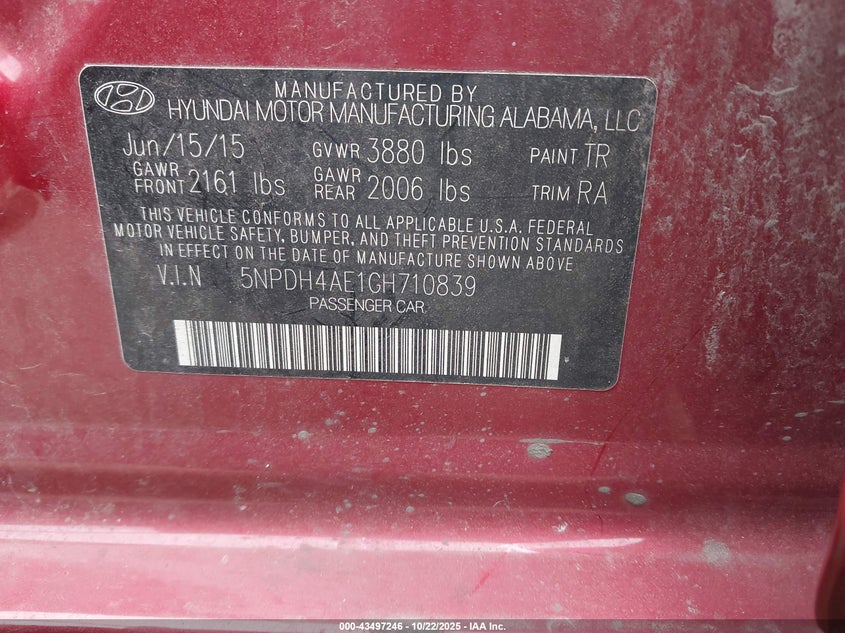 MANUFACTURED BY
HYUNDAI MOTOR MANUFACTURING ALABAMA, LLC
Jun/15/15 GVWR 3880 lbs PAINT TR
GAWR FRONT 2161 lbs GAWR REAR 2006 lbs TRIM RA
THIS VEHICLE CONFORMS TO ALL APPLICABLE U.S.A. FEDERAL
MOTOR VEHICLE SAFETY, BUMPER, AND THEFT PREVENTION STANDARDS
IN EFFECT ON THE DATE OF MANUFACTURE SHOWN ABOVE
V.I.N 5NPDH4AE1GH710839
PASSENGER CAR
000-43497246 - 10/22/2025 - IAA Inc.